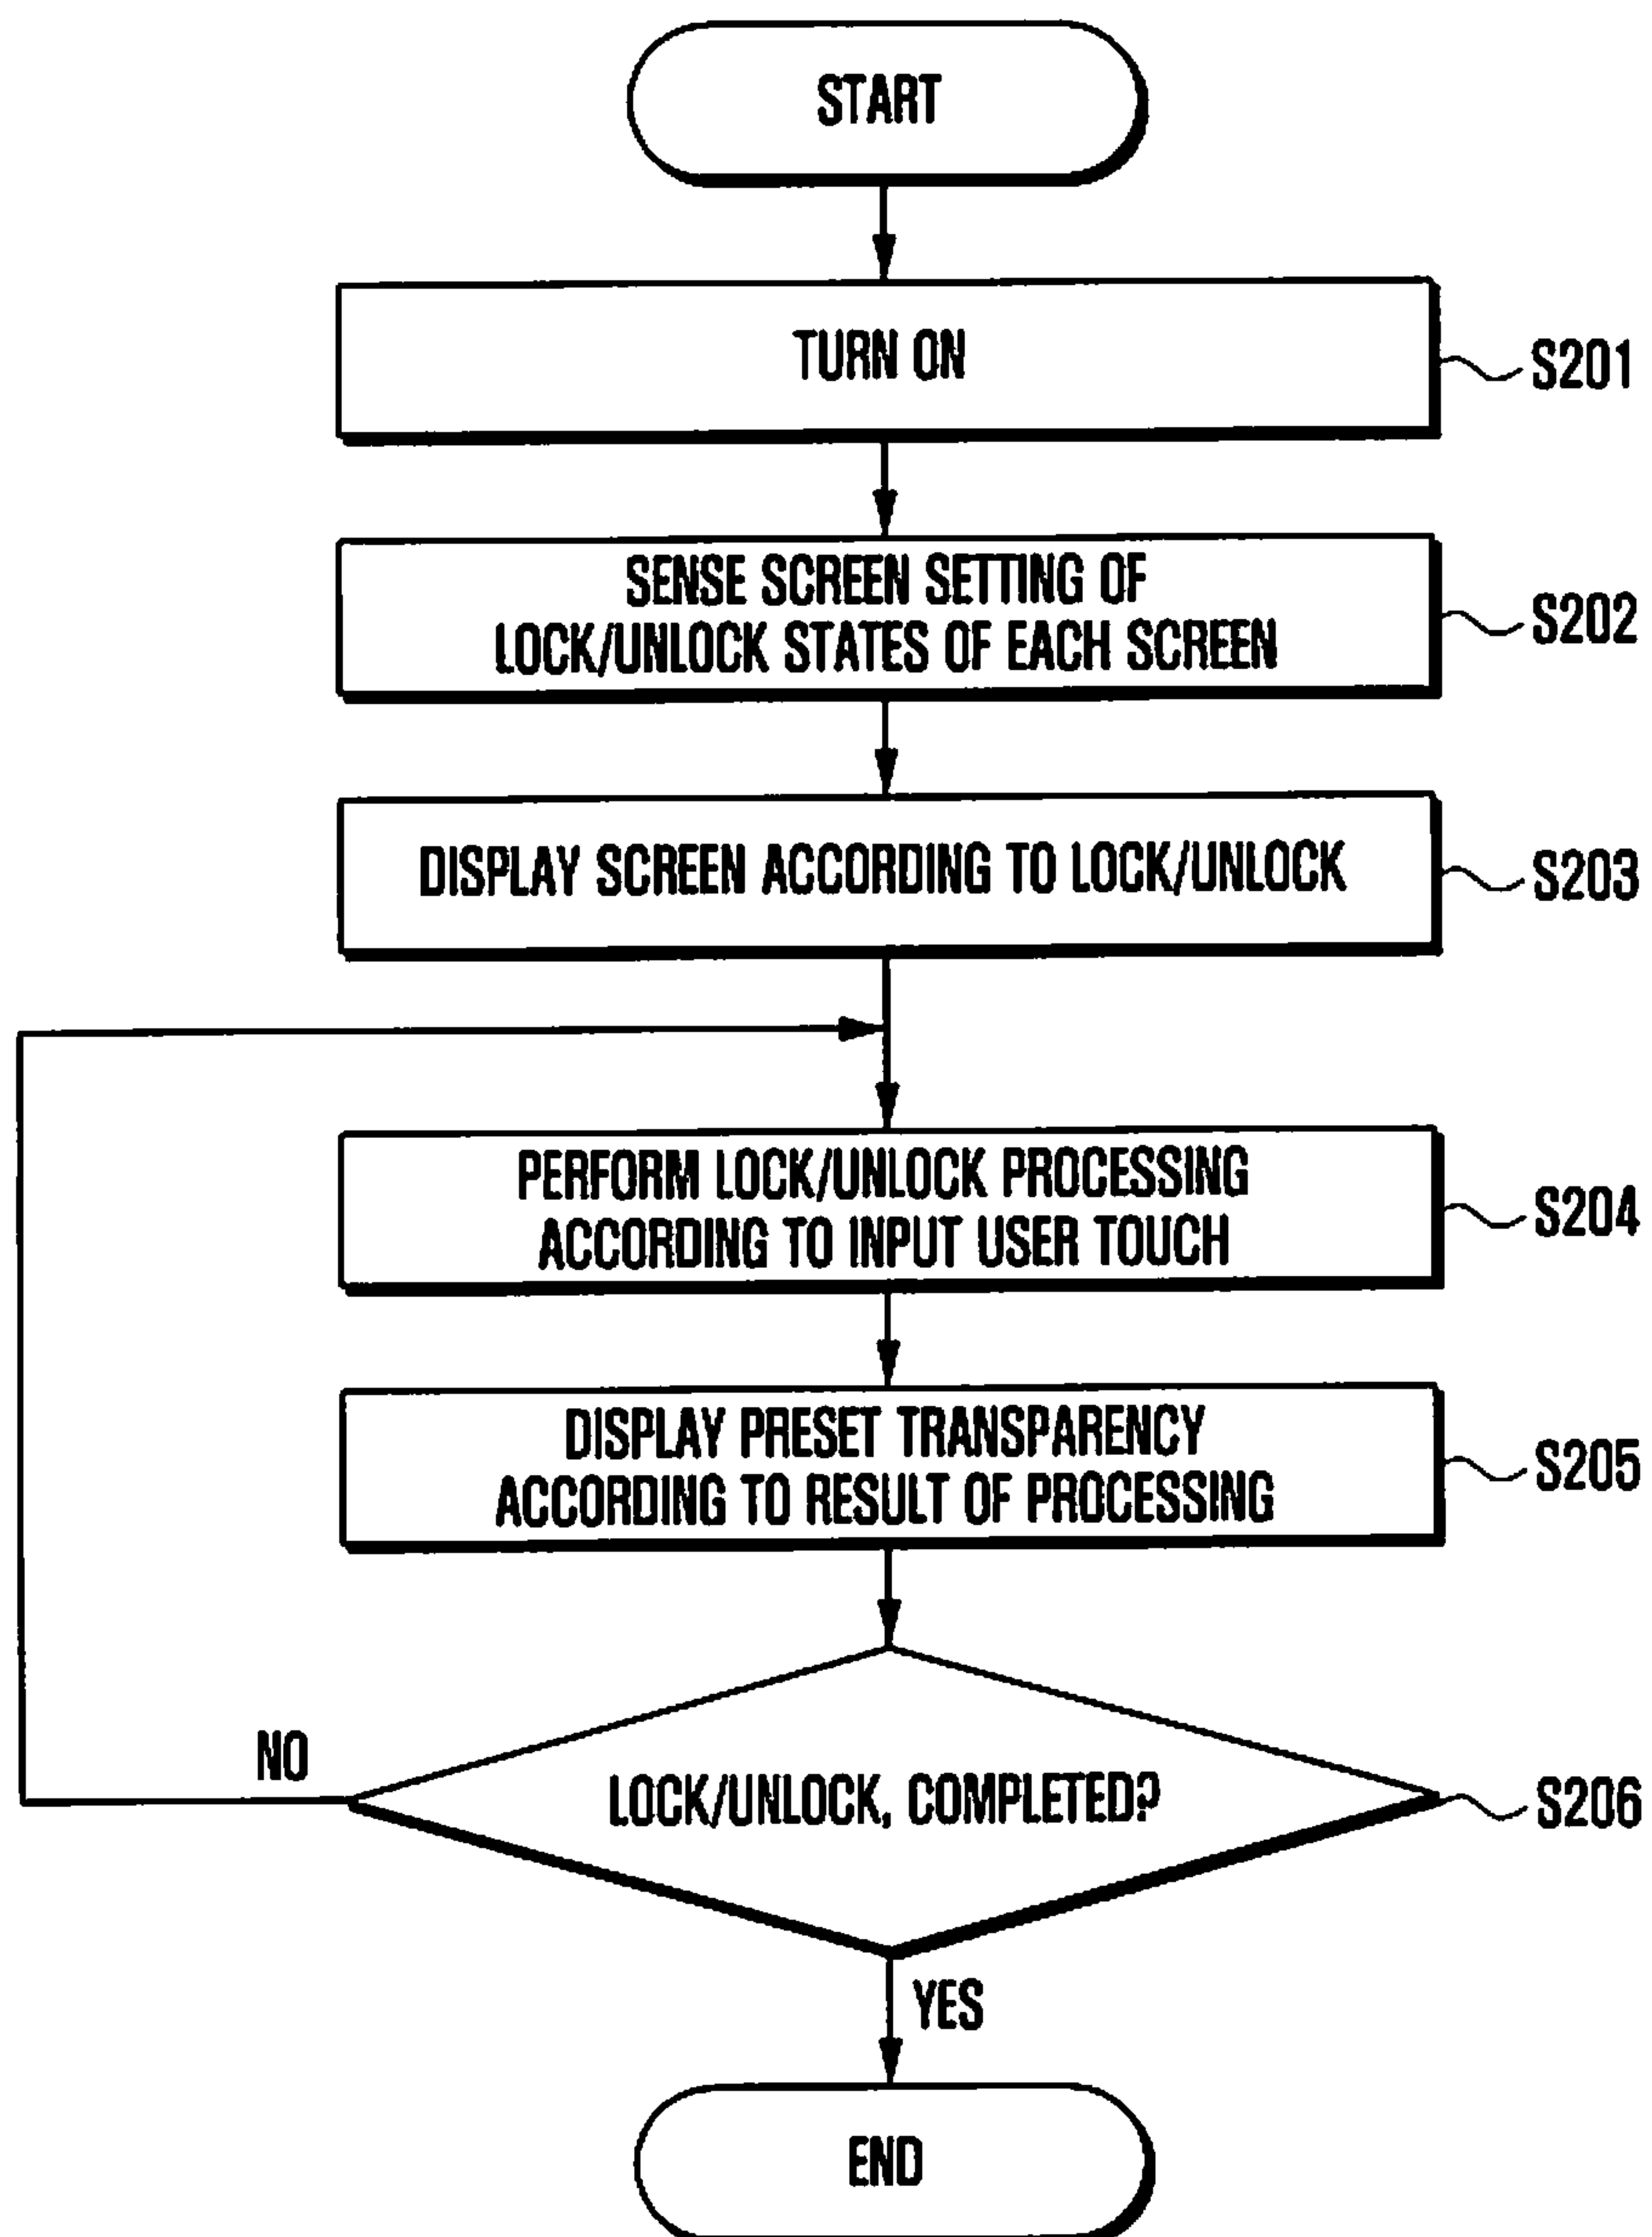 START
TURN ON
S201
SENSE SCREEN SETTING OF
LOCK/UNLOCK STATES OF EACH SCREEN
S202
DISPLAY SCREEN ACCORDING TO LOCK/UNLOCK
S203
PERFORM LOCK/UNLOCK PROCESSING
ACCORDING TO INPUT USER TOUCH
S204
DISPLAY PRESET TRANSPARENCY
ACCORDING TO RESULT OF PROCESSING
S205
NO
LOCK/UNLOCK, COMPLETED?
S206
YES
END